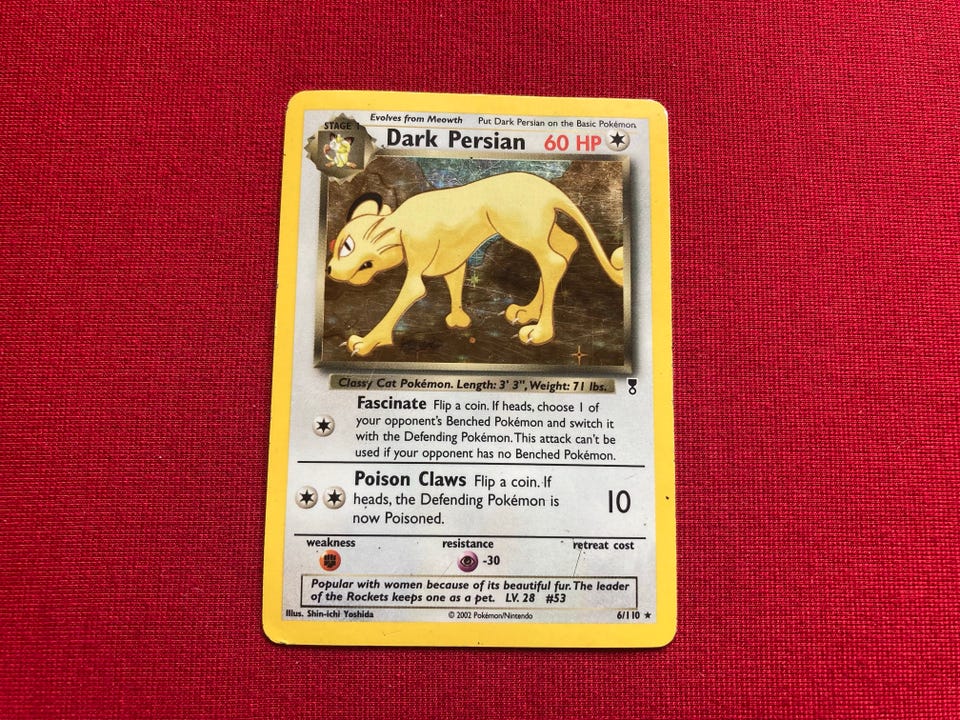 Evolves from Meowth Put Dark Persian on the Basic Pokémon.
STAGE 1
Dark Persian 60 HP
Classy Cat Pokémon. Length: 3' 3", Weight: 71 lbs.
Fascinate Flip a coin. If heads, choose 1 of
your opponent's Benched Pokémon and switch it
with the Defending Pokémon. This attack can't be
used if your opponent has no Benched Pokémon.
Poison Claws Flip a coin. If
heads, the Defending Pokémon is
now Poisoned.
10
weakness resistance retreat cost
-30
Popular with women because of its beautiful fur. The leader
of the Rockets keeps one as a pet. LV. 28 #53
Illus. Shin-ichi Yoshida © 2002 Pokémon/Nintendo 6/110 ★